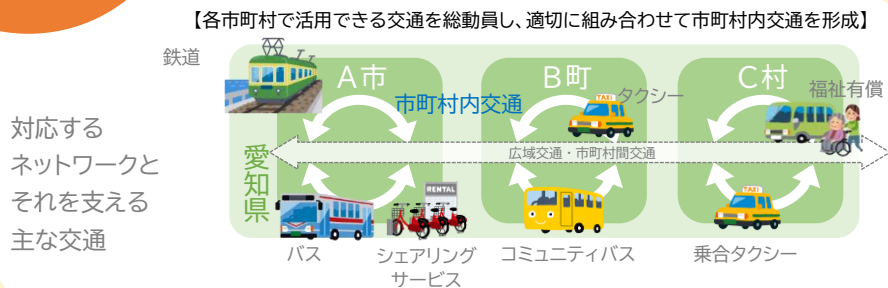 【各市町村で活用できる交通を総動員し、適切に組み合わせて市町村内交通を形成】
鉄道
A市
B町
C村
市町村内交通
タクシー
TAXI
福祉有償
対応する
ネットワークと
それを支える
主な交通
愛知県
広域交通・市町村間交通
RENTAL
TAXI
バス
シェアリング
サービス
コミュニティバス
乗合タクシー